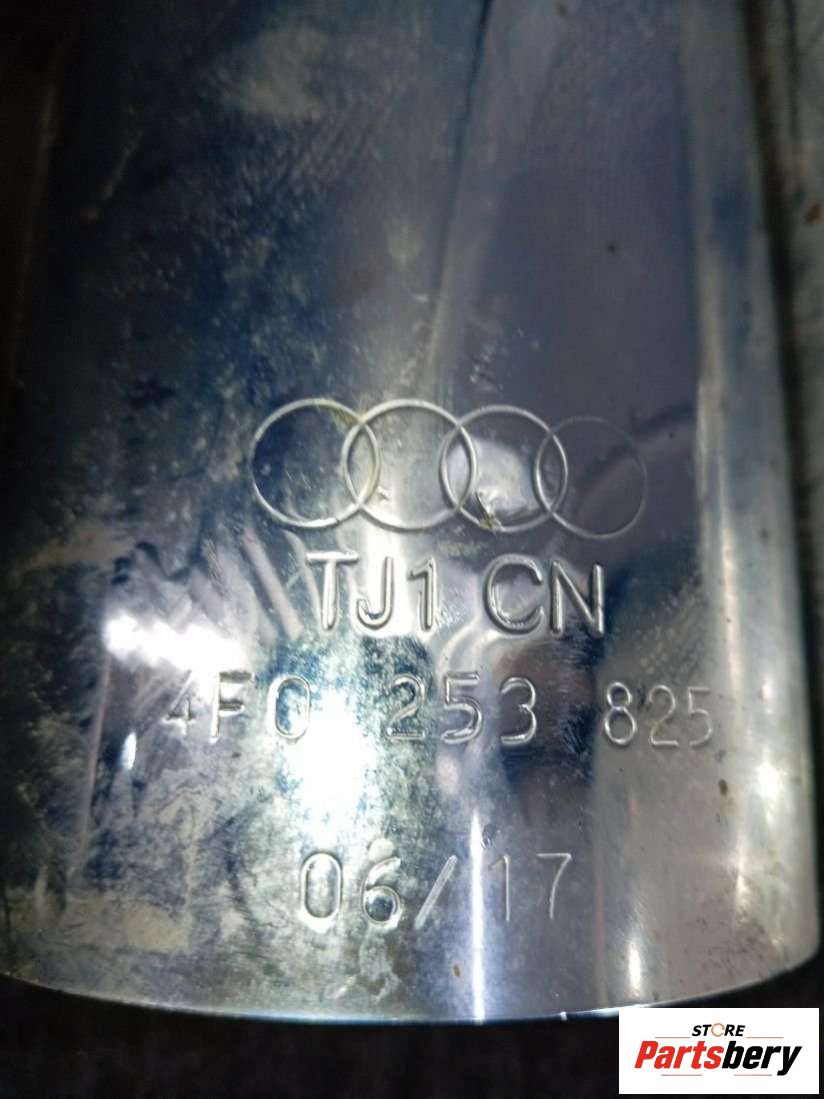 TJ1 CN
4F0 253 825
06/17
STORE
Partsbery